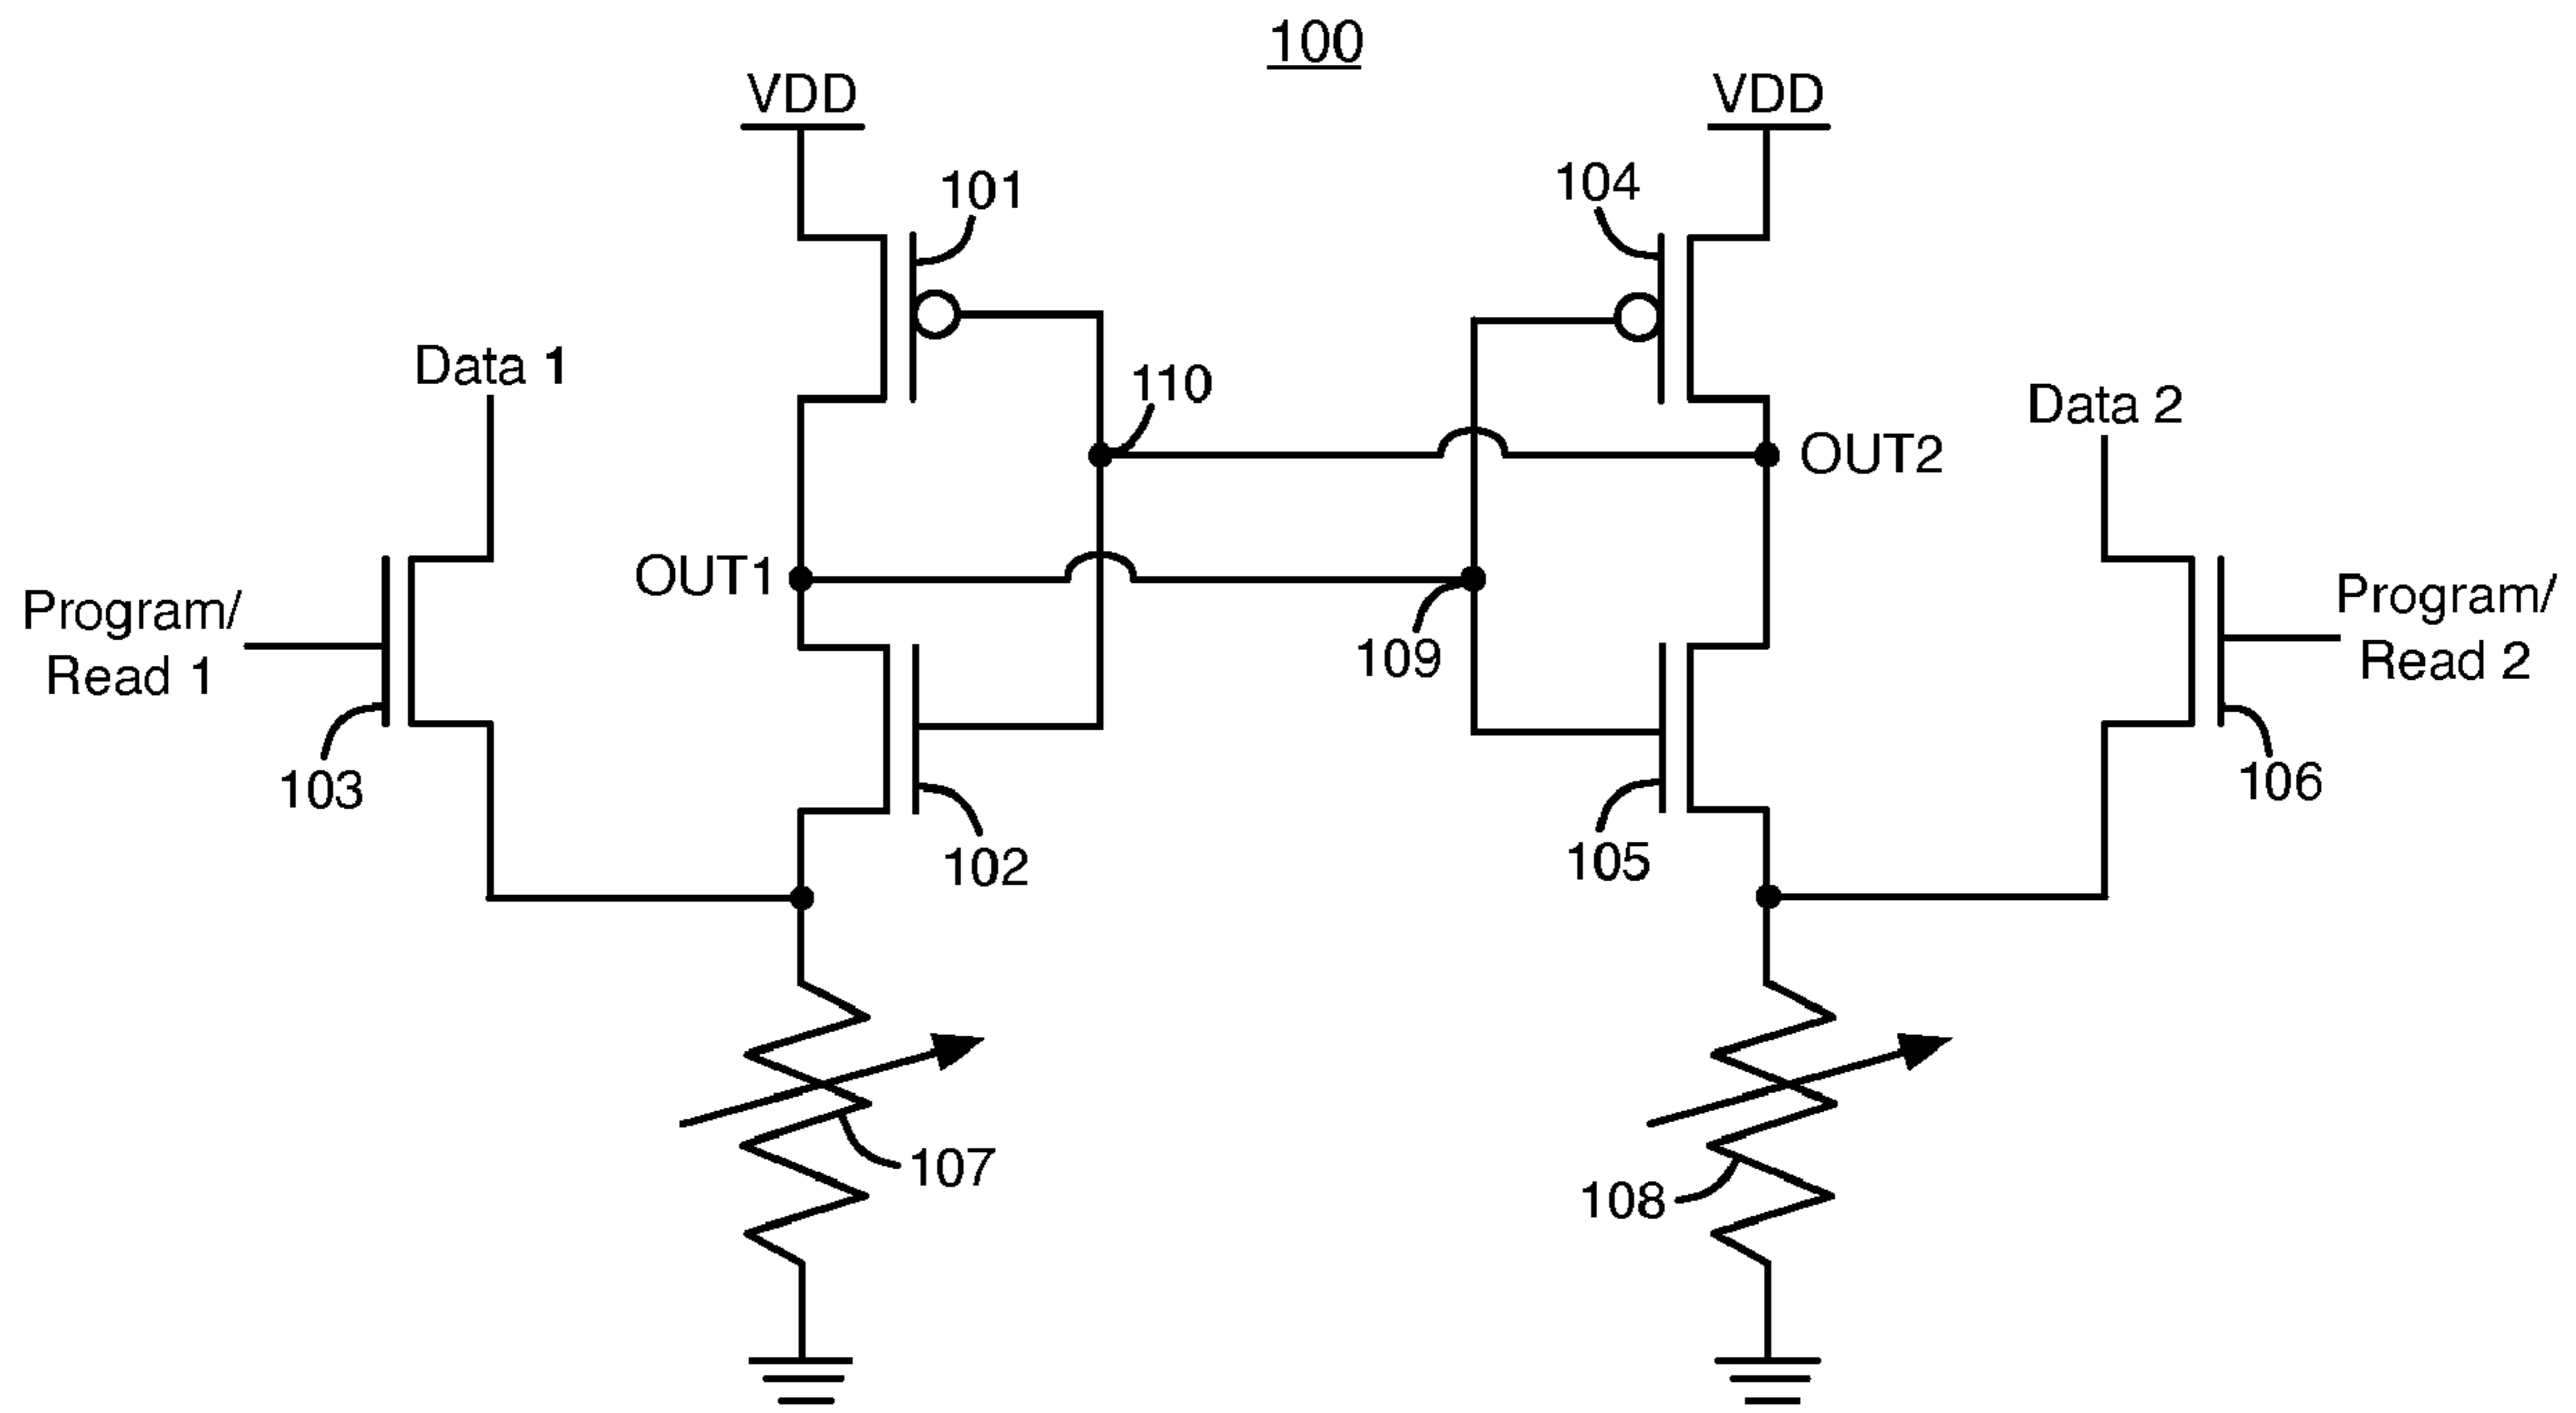 100
VDD
VDD
101
104
Data 1
110
Data 2
OUT2
OUT1
Program/
Read 1
109
Program/
Read 2
103
102
105
106
107
108